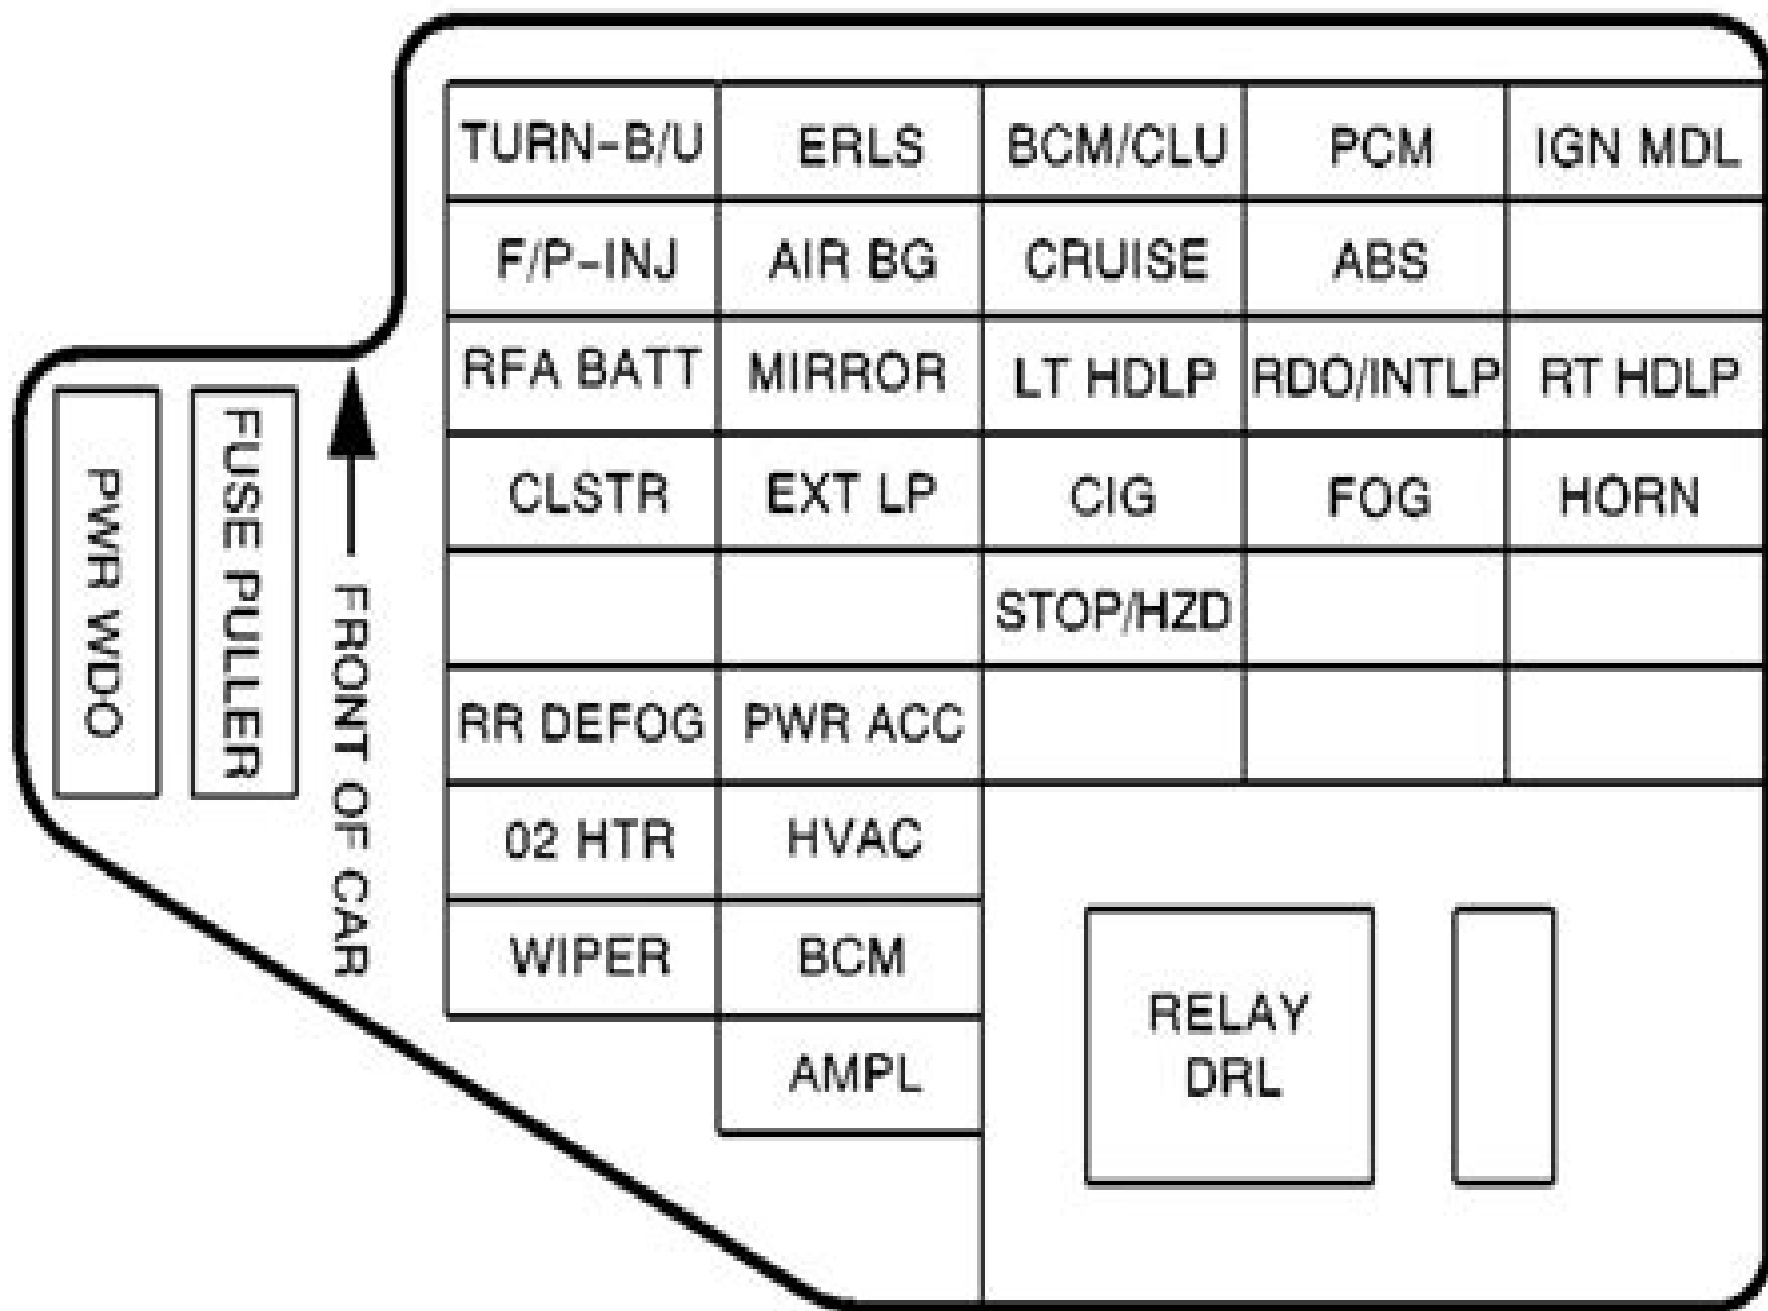 TURN-B/U ERLS BCM/CLU PCM IGN MDL
F/P-INJ AIR BG CRUISE ABS
RFA BATT MIRROR LT HDLP RDO/INTLP RT HDLP
CLSTR EXT LP CIG FOG HORN
STOP/HZD
RR DEFOG PWR ACC
02 HTR HVAC
WIPER BCM
AMPL
RELAY
DRL
PWR WDO
FUSE PULLER
FRONT OF CAR